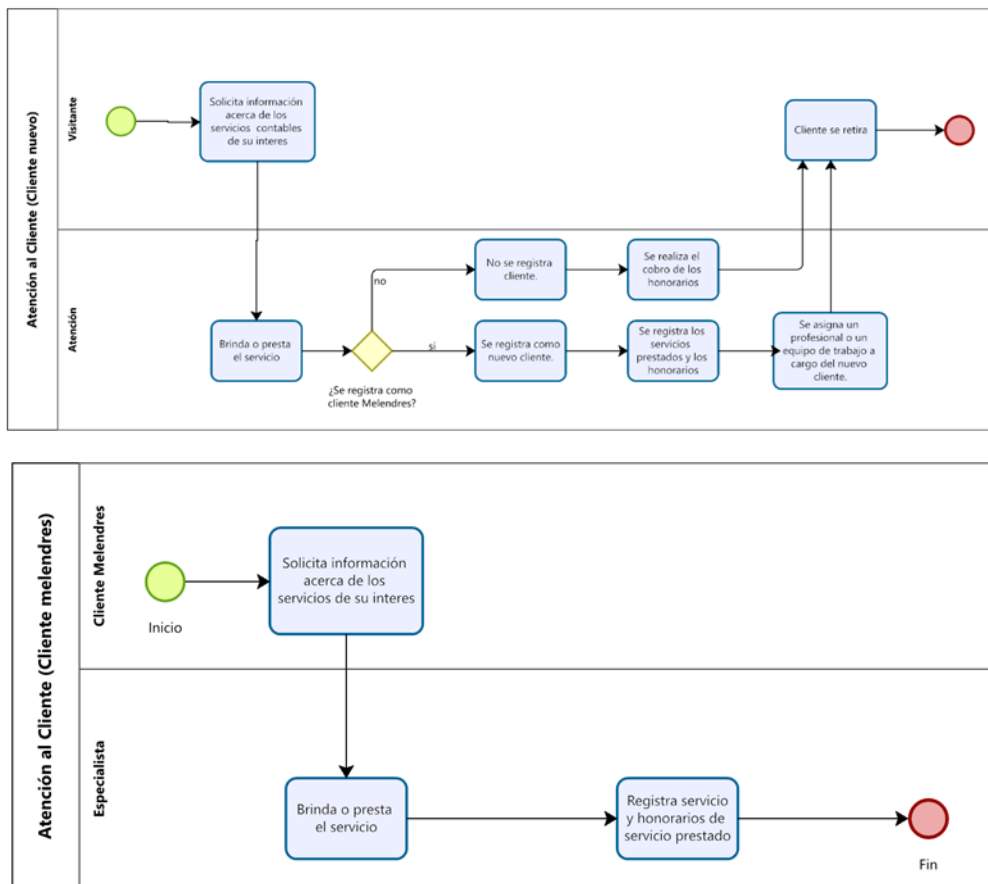 Atención al Cliente (Cliente nuevo)
Visitante
Solicita información
acerca de los
servicios contables
de su interes
Cliente se retira
Atención
Brinda o presta
el servicio
¿Se registra como
cliente Melendres?
no
No se registra
cliente.
Se realiza el
cobro de los
honorarios
si
Se registra como
nuevo cliente.
Se registra los
servicios
prestados y los
honorarios
Se asigna un
profesional o un
equipo de trabajo a
cargo del nuevo
cliente.
Atención al Cliente (Cliente melendres)
Cliente Melendres
Inicio
Solicita información
acerca de los
servicios de su interes
Especialista
Brinda o presta
el servicio
Registra servicio
y honorarios de
servicio prestado
Fin